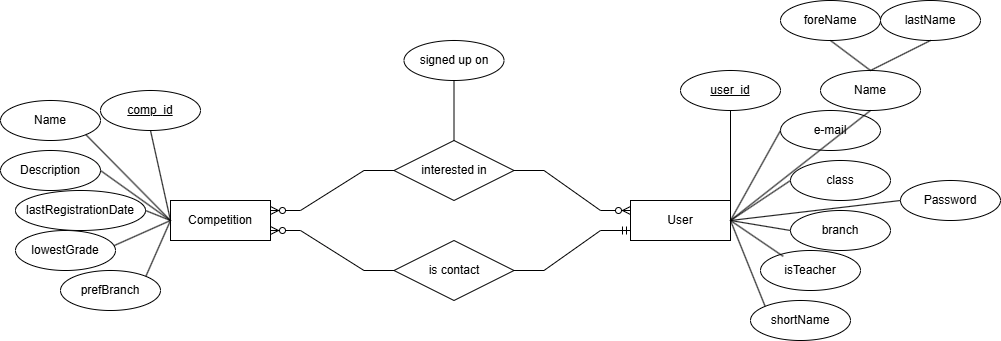 foreName
lastName
signed up on
Name
user_id
comp_id
Name
e-mail
Description
interested in
class
Password
lastRegistrationDate
Competition
User
branch
lowestGrade
is contact
isTeacher
prefBranch
shortName